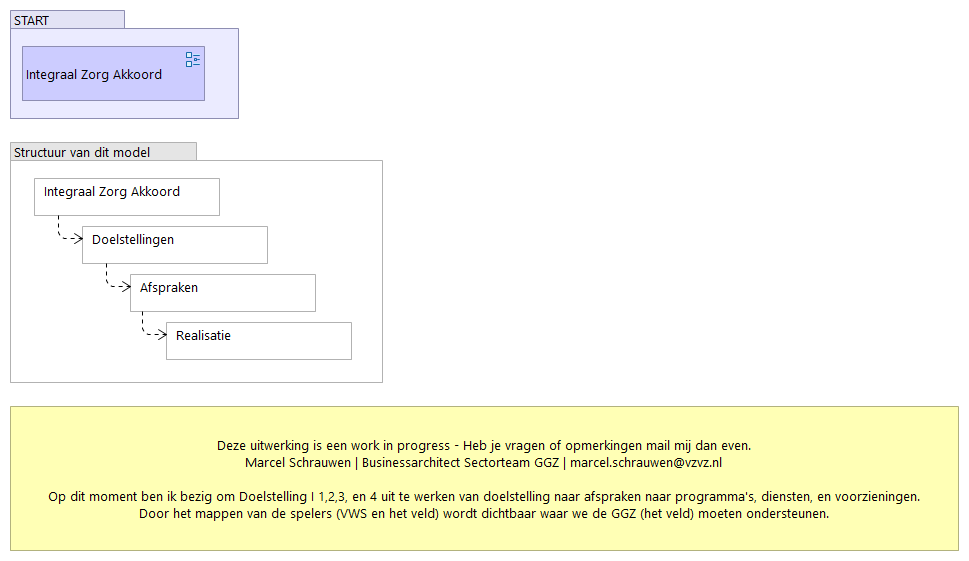 START
Integraal Zorg Akkoord
Structuur van dit model
Integraal Zorg Akkoord
Doelstellingen
Afspraken
Realisatie
Deze uitwerking is een work in progress - Heb je vragen of opmerkingen mail mij dan even.
Marcel Schrauwen | Businessarchitect Sectorteam GGZ | marcel.schrauwen@vzvz.nl
Op dit moment ben ik bezig om Doelstelling I 1,2,3, en 4 uit te werken van doelstelling naar afspraken naar programma's, diensten, en voorzieningen.
Door het mappen van de spelers (VWS en het veld) wordt dichtbaar waar we de GGZ (het veld) moeten ondersteunen.